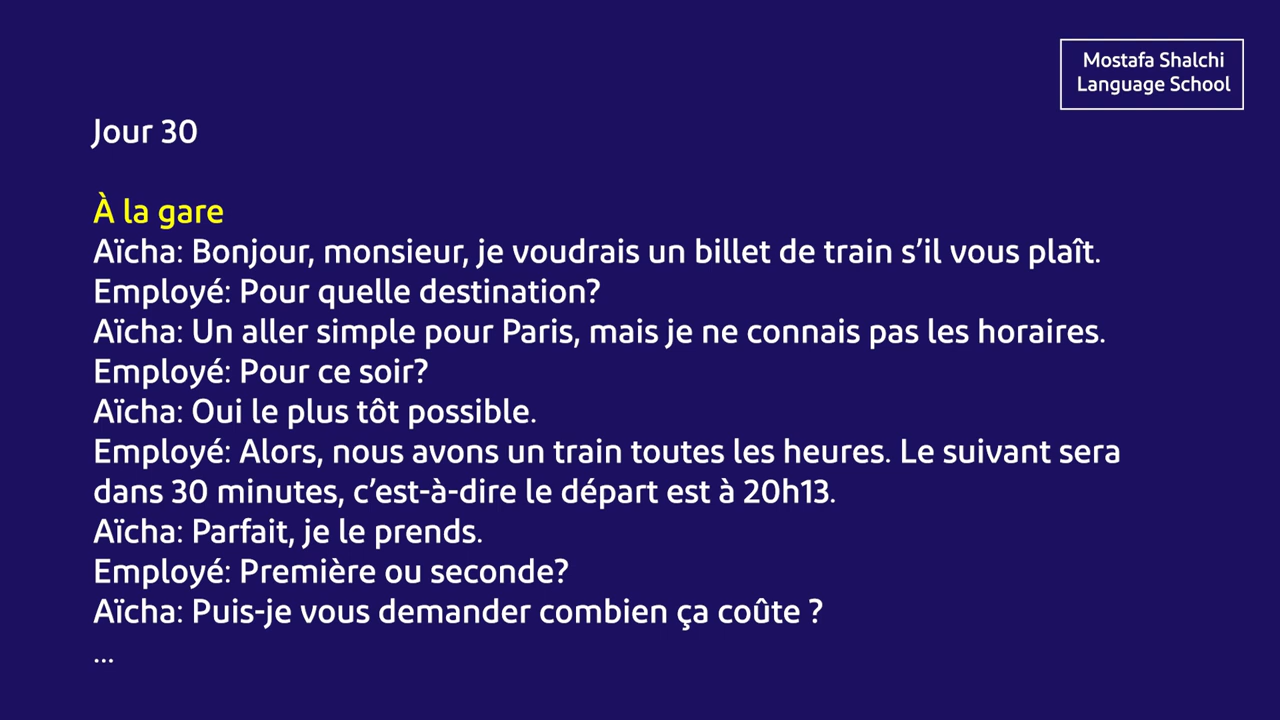 Mostafa Shalchi
Language School
Jour 30
À la gare
Aïcha: Bonjour, monsieur, je voudrais un billet de train s’il vous plaît.
Employé: Pour quelle destination?
Aïcha: Un aller simple pour Paris, mais je ne connais pas les horaires.
Employé: Pour ce soir?
Aïcha: Oui le plus tôt possible.
Employé: Alors, nous avons un train toutes les heures. Le suivant sera
dans 30 minutes, c’est-à-dire le départ est à 20h13.
Aïcha: Parfait, je le prends.
Employé: Première ou seconde?
Aïcha: Puis-je vous demander combien ça coûte ?
...